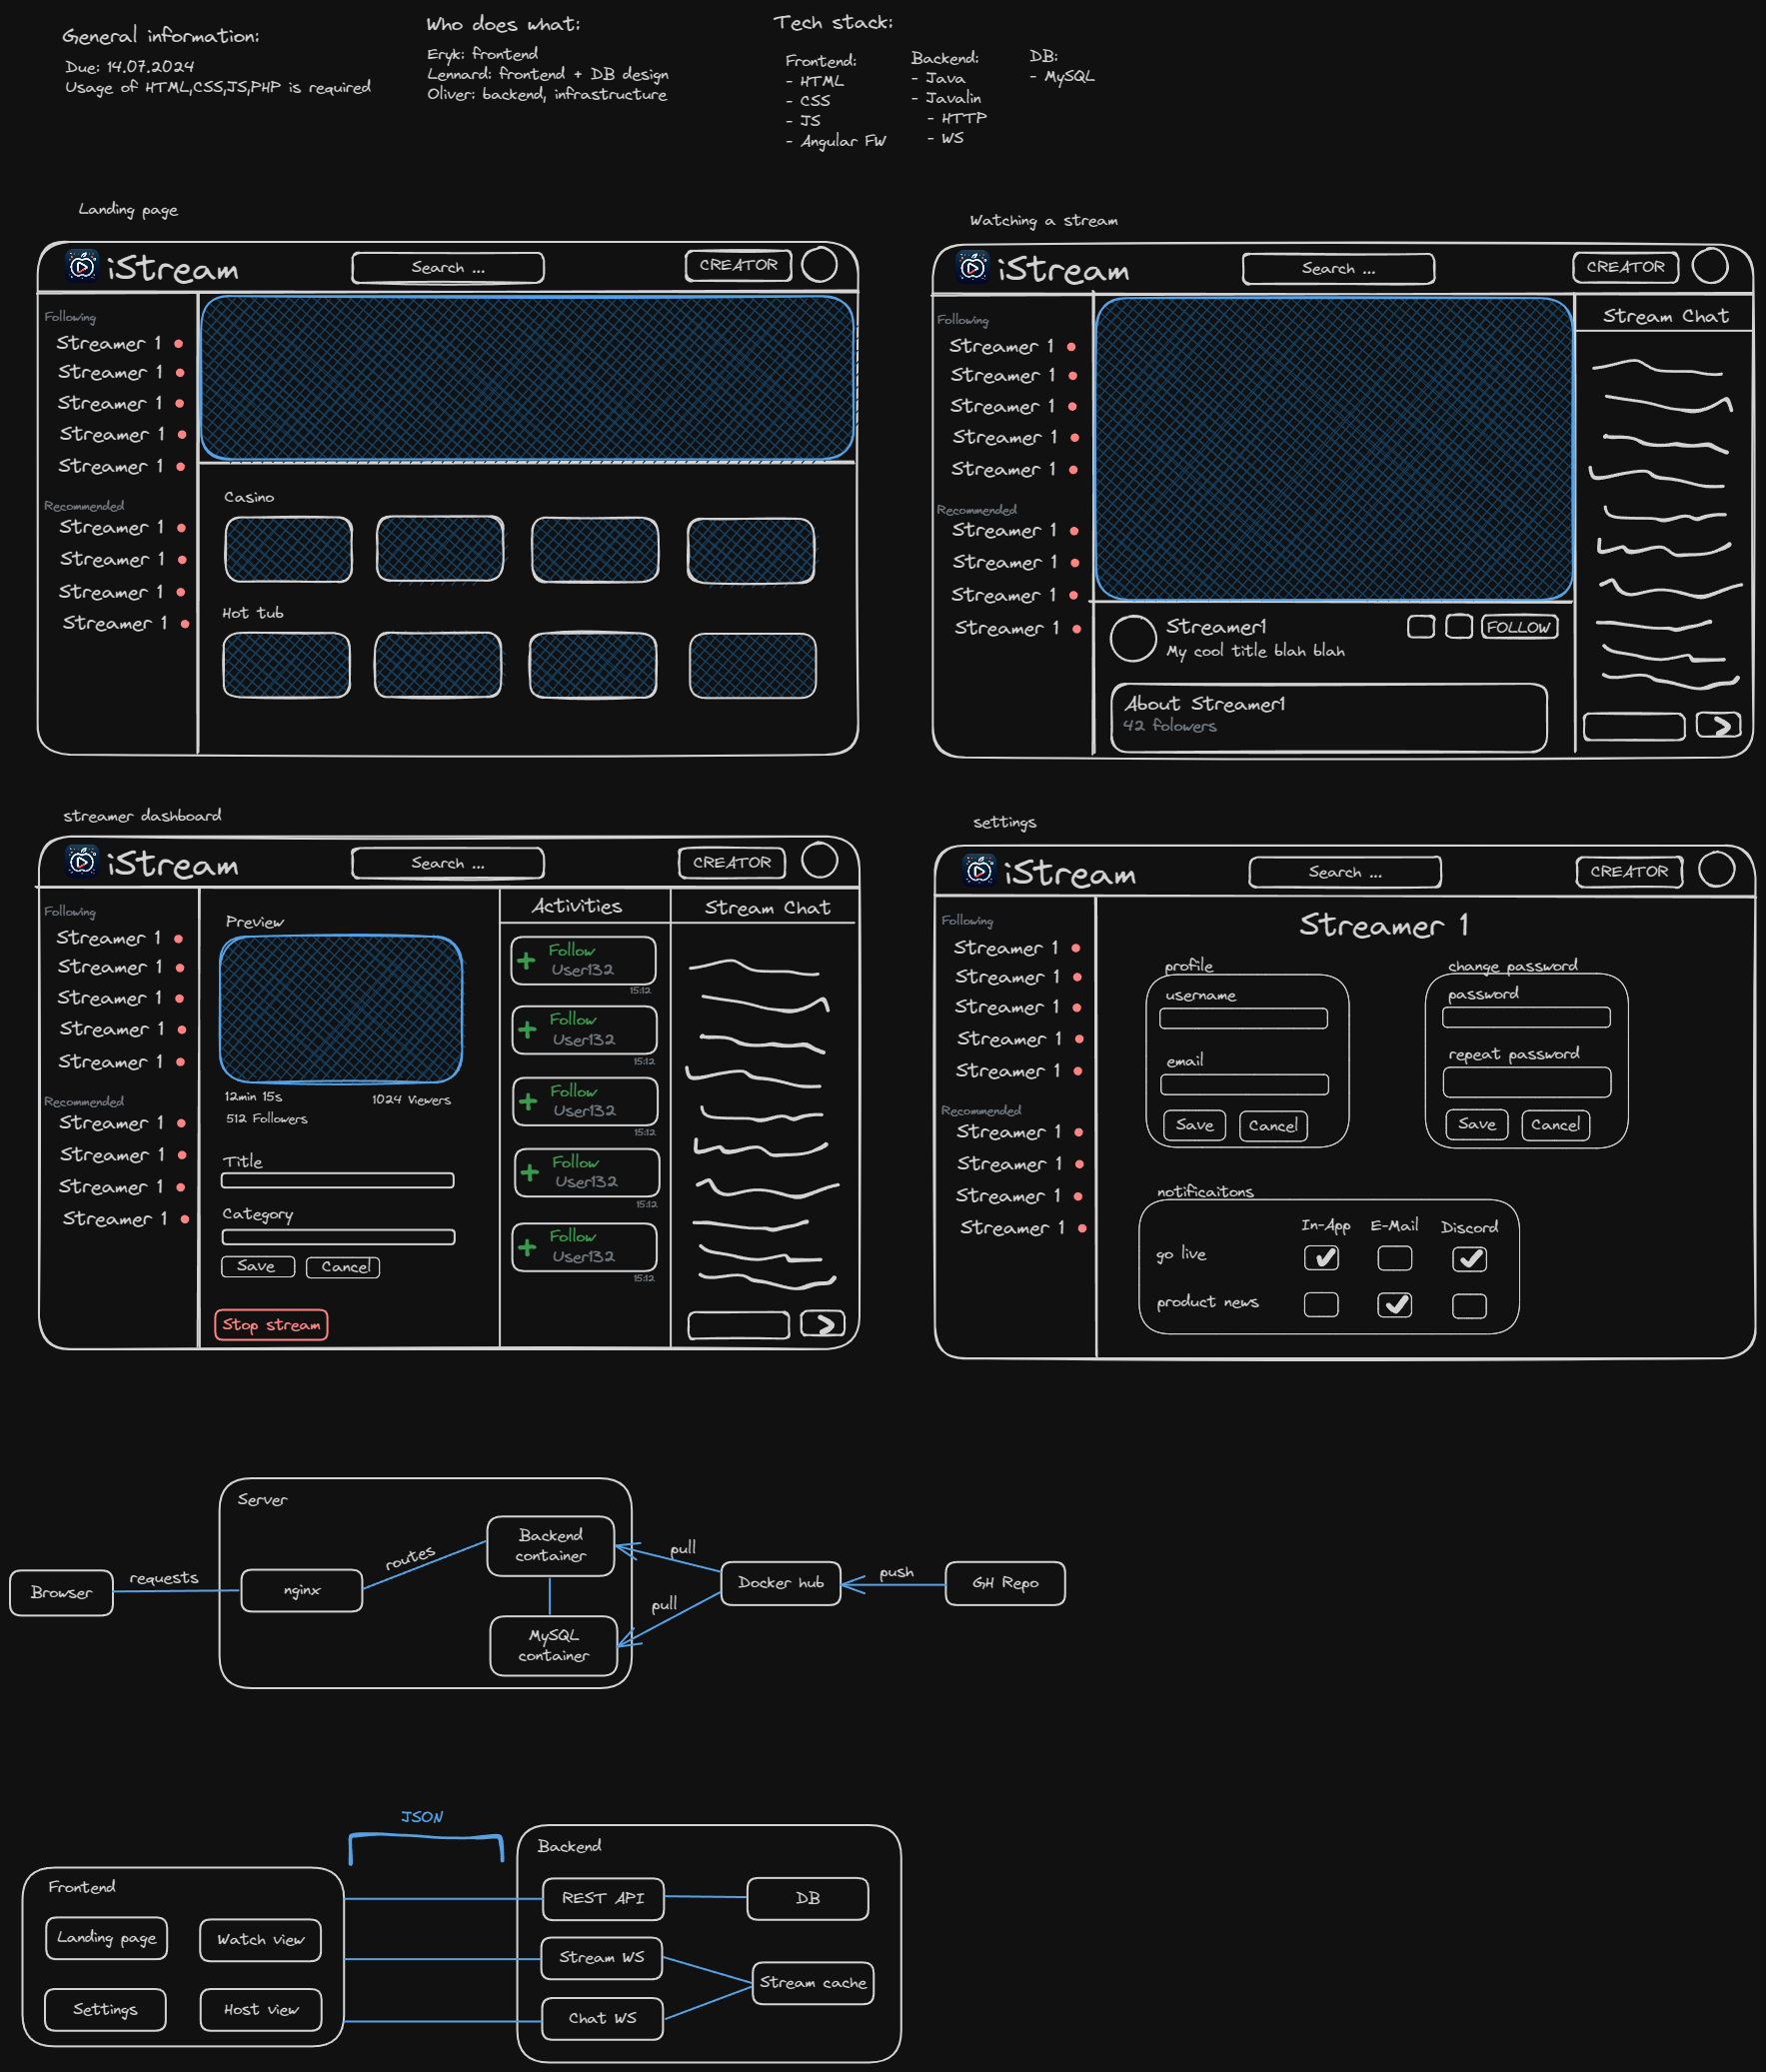 General information:
Due: 14.07.2024
Usage of HTML,CSS,JS,PHP is required
Who does what:
Eryk: frontend
Lennard: frontend + DB design
Oliver: backend, infrastructure
Tech stack:
Frontend:
- HTML
- CSS
- JS
- Angular FW
Backend:
- Java
- Javalin
- HTTP
- WS
DB:
- MySQL
Landing page
iStream
Search ...
CREATOR
Following
Streamer 1
Streamer 1
Streamer 1
Streamer 1
Streamer 1
Recommended
Streamer 1
Streamer 1
Streamer 1
Streamer 1
Casino
Hot tub
Watching a stream
iStream
Search ...
CREATOR
Following
Streamer 1
Streamer 1
Streamer 1
Streamer 1
Streamer 1
Recommended
Streamer 1
Streamer 1
Streamer 1
Streamer 1
Streamer1
My cool title blah blah
FOLLOW
About Streamer1
42 folowers
Stream Chat
streamer dashboard
iStream
Search ...
CREATOR
Following
Streamer 1
Streamer 1
Streamer 1
Streamer 1
Streamer 1
Recommended
Streamer 1
Streamer 1
Streamer 1
Streamer 1
Preview
12min 15s
1024 Viewers
512 Followers
Title
Category
Save
Cancel
Stop stream
Activities
Follow
User132
15:12
Follow
User132
15:12
Follow
User132
15:12
Follow
User132
15:12
Follow
User132
15:12
Stream Chat
settings
iStream
Search ...
CREATOR
Following
Streamer 1
Streamer 1
Streamer 1
Streamer 1
Streamer 1
Recommended
Streamer 1
Streamer 1
Streamer 1
Streamer 1
Streamer 1
profile
username
email
Save
Cancel
change password
password
repeat password
Save
Cancel
notificaitons
In-App
E-Mail
Discord
go live
product news
Server
Browser
requests
nginx
routes
Backend
container
MySQL
container
pull
pull
Docker hub
push
GH Repo
JSON
Frontend
Landing page
Watch view
Settings
Host view
Backend
REST API
DB
Stream WS
Stream cache
Chat WS